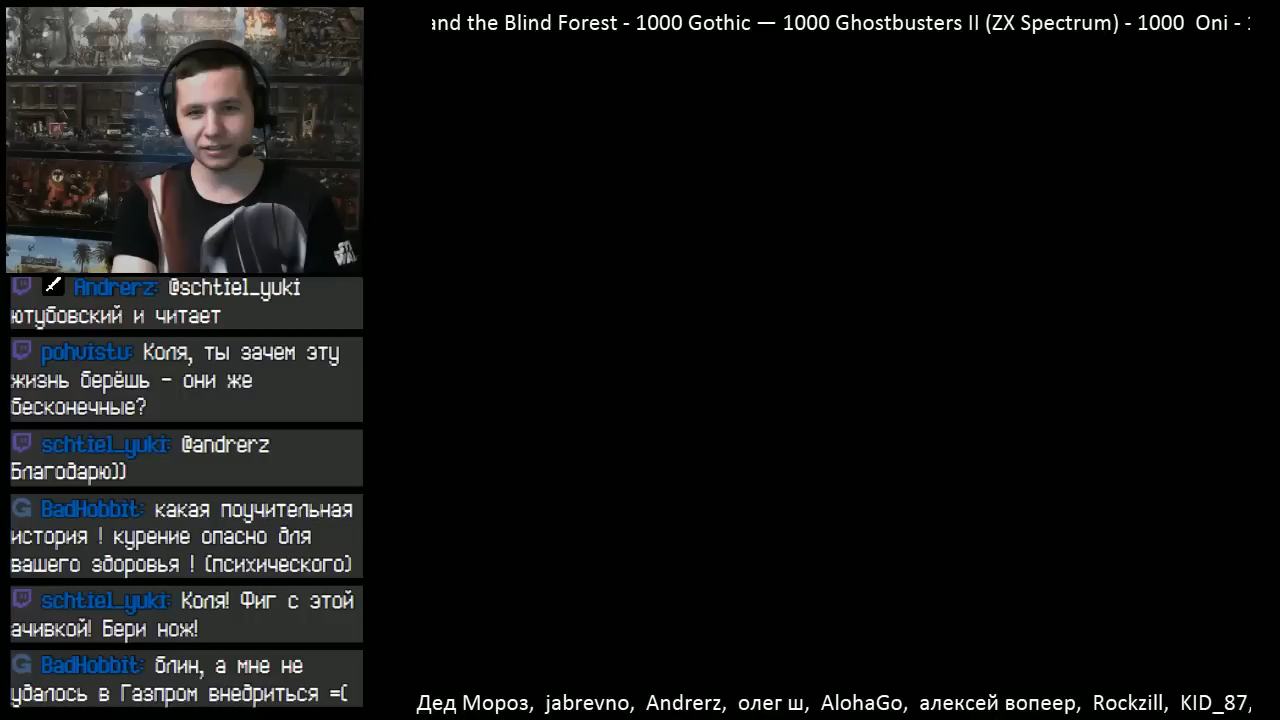 and the Blind Forest - 1000 Gothic — 1000 Ghostbusters II (ZX Spectrum) - 1000 Oni -
Andrerz: @schtiel_yuki
ютубовский и читает
pohvistu: Коля, ты зачем эту
жизнь берёшь - они же
бесконечные?
schtiel_yuki: @andrerz
Благодарю))
BadHobbit: какая поучительная
история ! курение опасно для
вашего здоровья ! (психического)
schtiel_yuki: Коля! Фиг с этой
ачивкой! Бери нож!
BadHobbit: блин, а мне не
удалось в Газпром внедриться =(
Дед Мороз, jabrevno, Andrerz, олег ш, AlohaGo, алексей вопеер, Rockzill, KID_87,